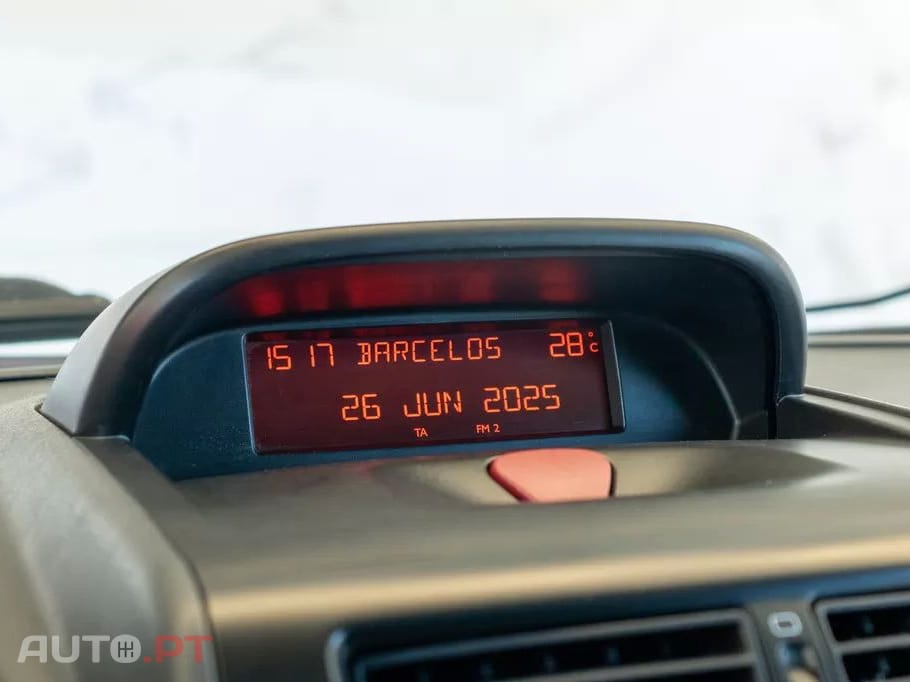 15 17 BARCELOS 28°C
26 JUN 2025
TA FM 2
AUTO.PT